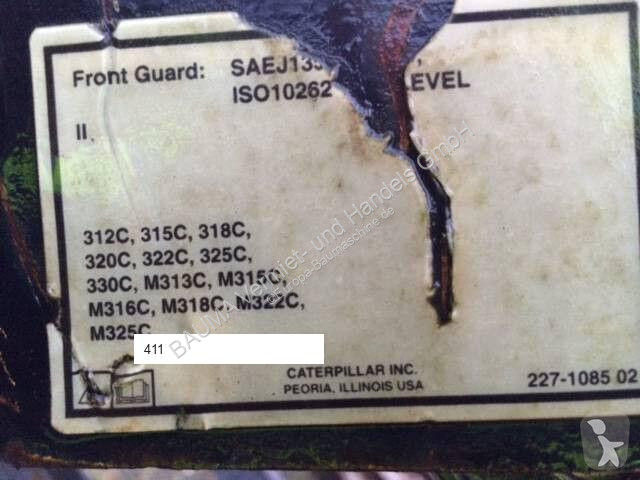 Front Guard: SAEJ13
ISO10262 LEVEL
II,
312C, 315C, 318C,
320C, 322C, 325C,
330C, M313C, M315C,
M316C, M318C, M322C,
M325C
411
CATERPILLAR INC.
PEORIA, ILLINOIS USA
227-1085 02
BAUMA Vermiet- und Handels GmbH